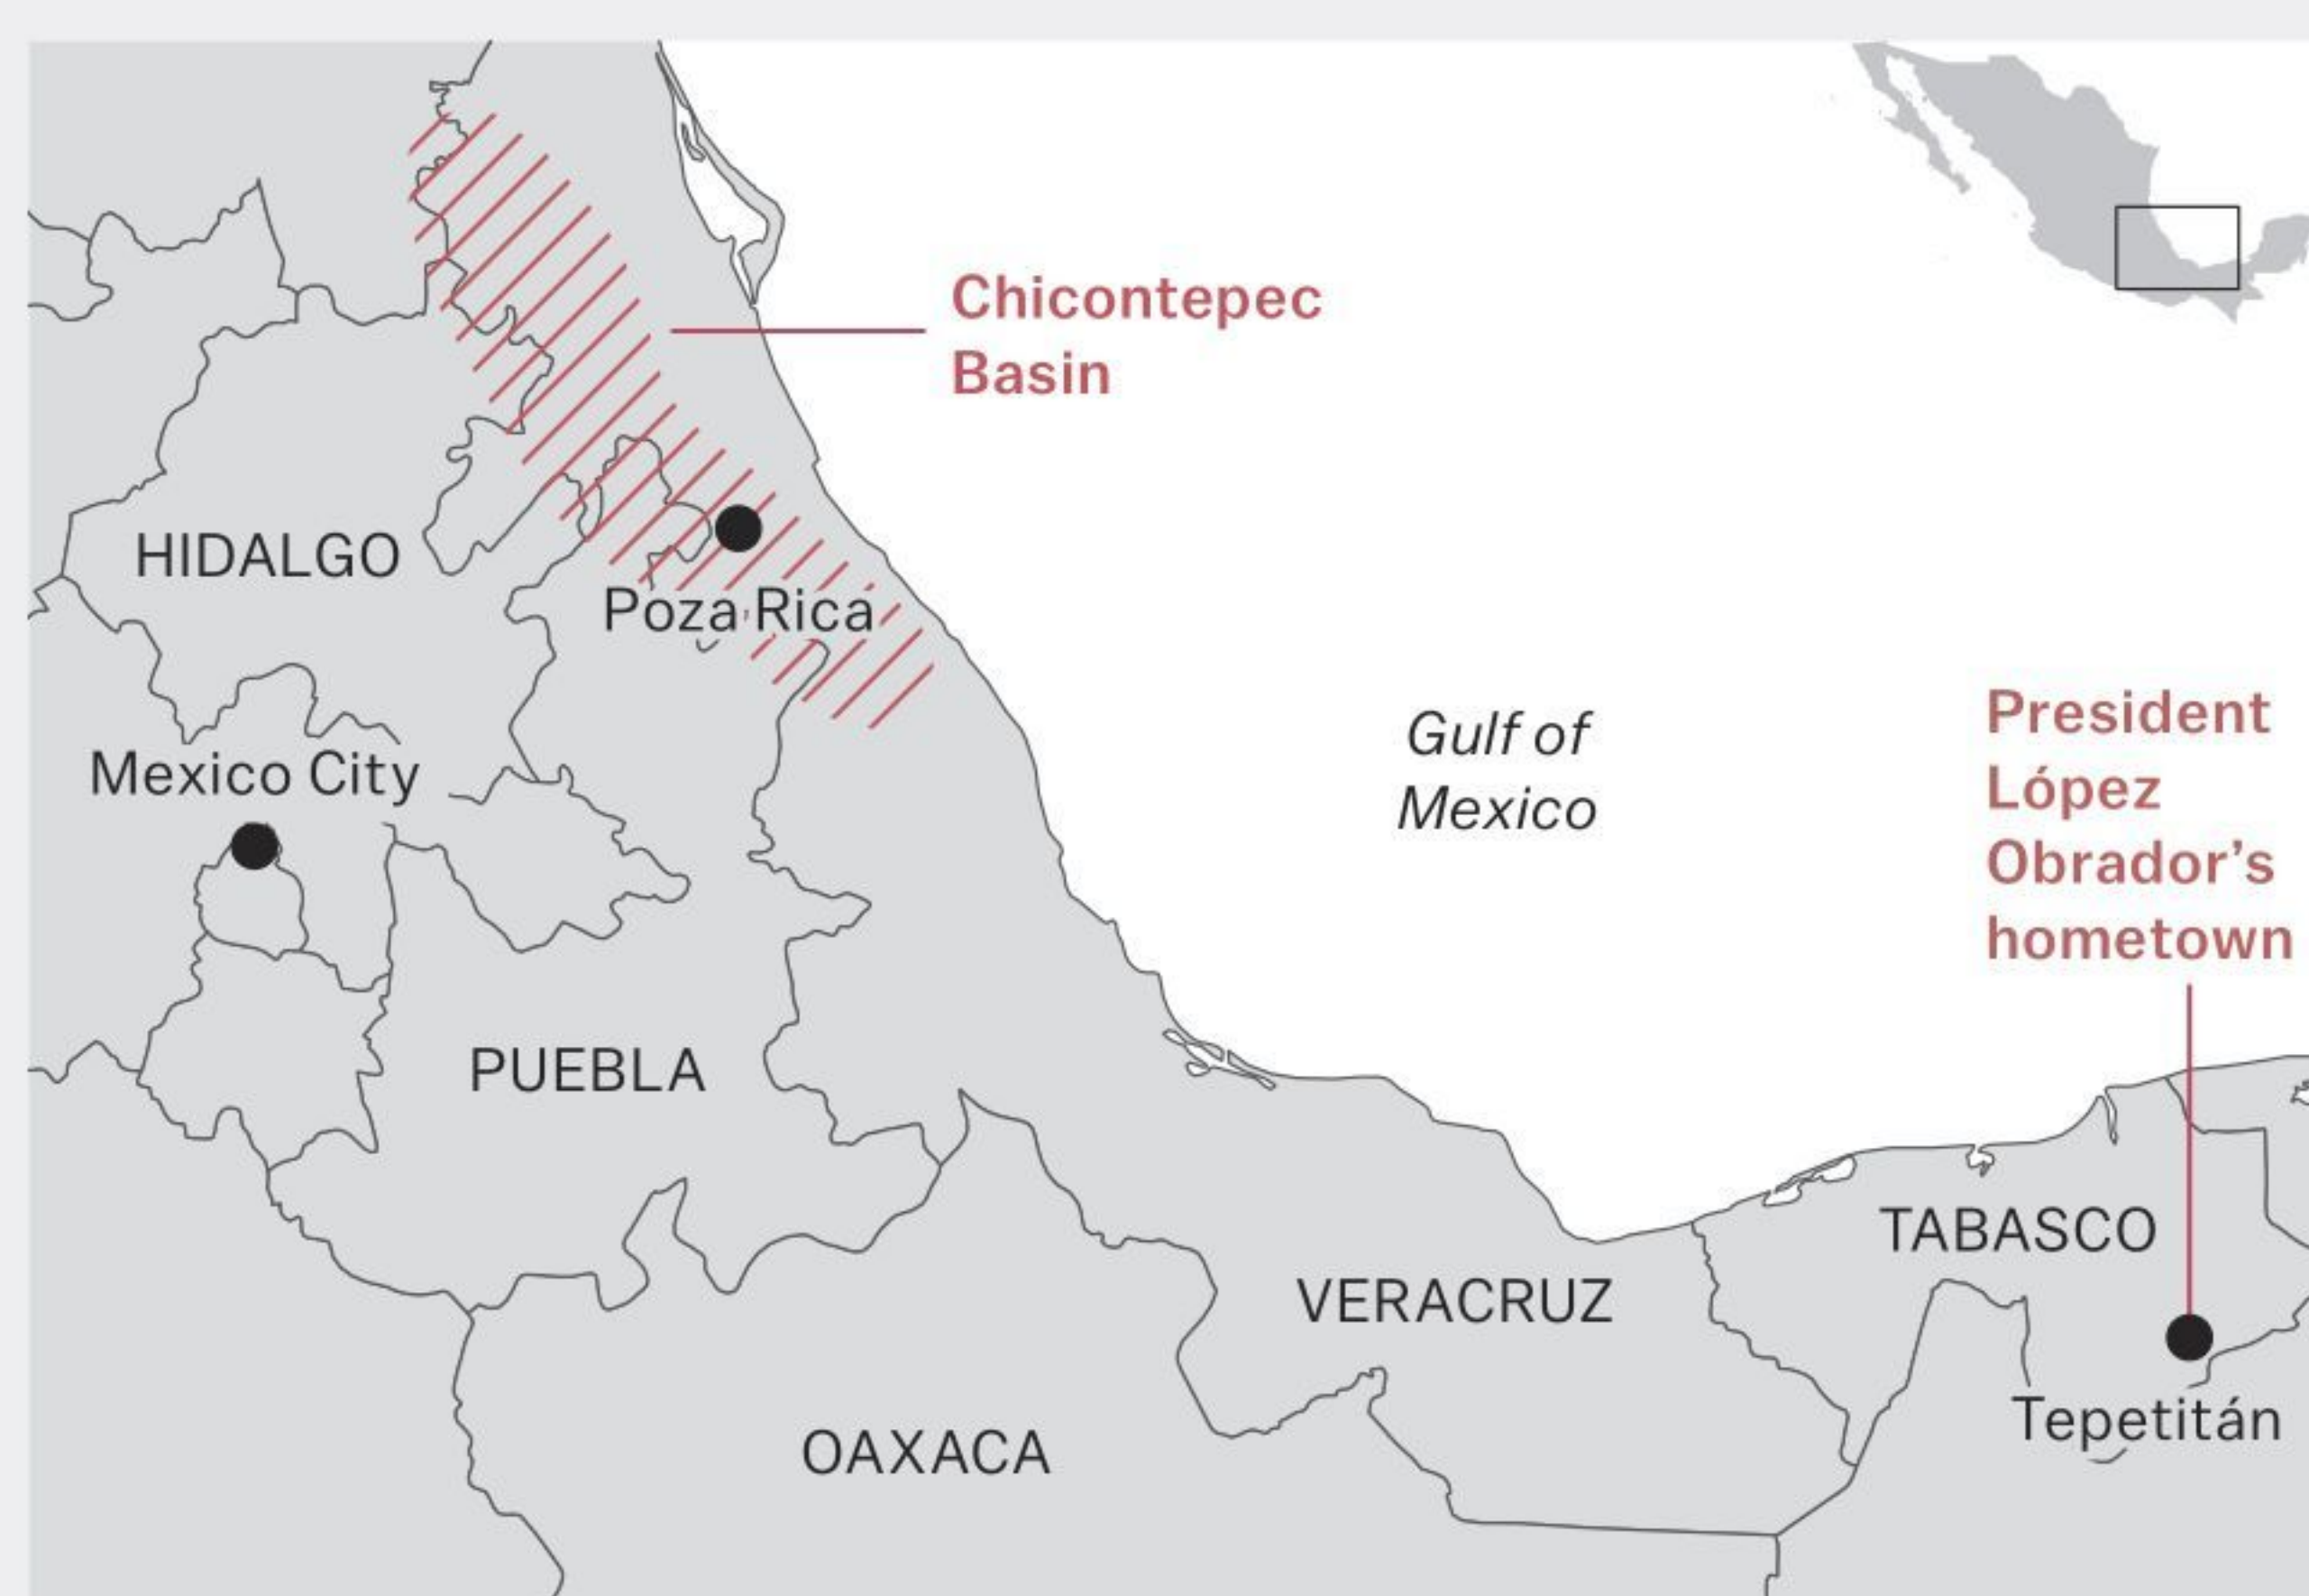 Chicontepec
Basin
HIDALGO
Poza Rica
Mexico City
Gulf of
Mexico
President
López
Obrador’s
hometown
PUEBLA
TABASCO
VERACRUZ
Tepetitán
OAXACA